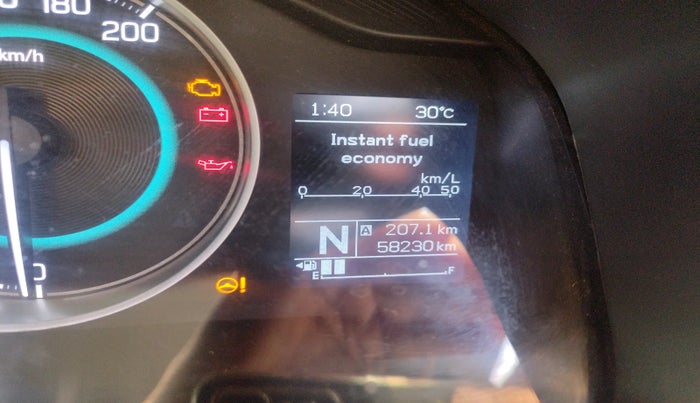 180
200
km/h
1:40 30°C
Instant fuel
economy
km/L
0 20 40 50
N A 207.1 km
58230 km
E F
0